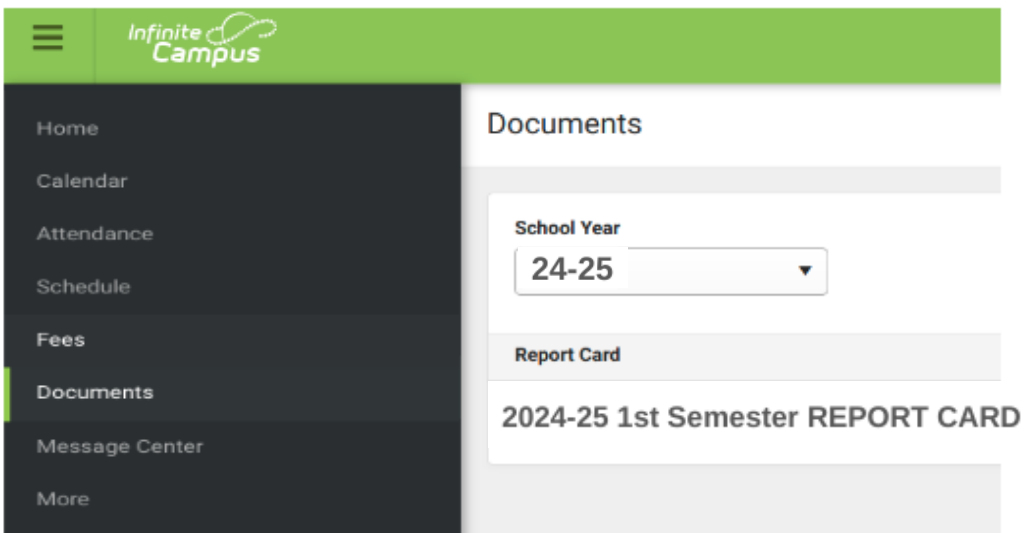 Infinite
Campus
Home
Calendar
Attendance
Schedule
Fees
Documents
Message Center
More
Documents
School Year
24-25
Report Card
2024-25 1st Semester REPORT CARD